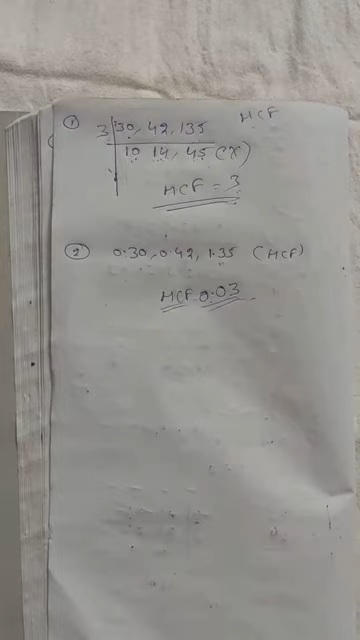 ① 3 30, 42, 135 HCF
10 14, 45 (X)
HCF = 3
② 0.30, 0.42, 1.35 (HCF)
HCF 0.03